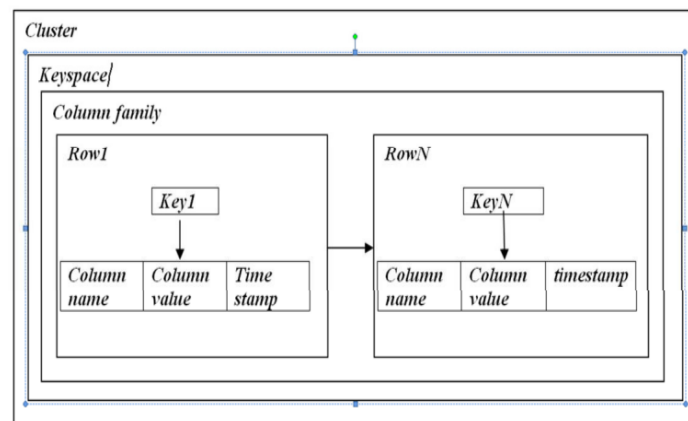 Cluster
Keyspace
Column family
Row1
Key1
Column name
Column value
Time stamp
RowN
KeyN
Column name
Column value
timestamp